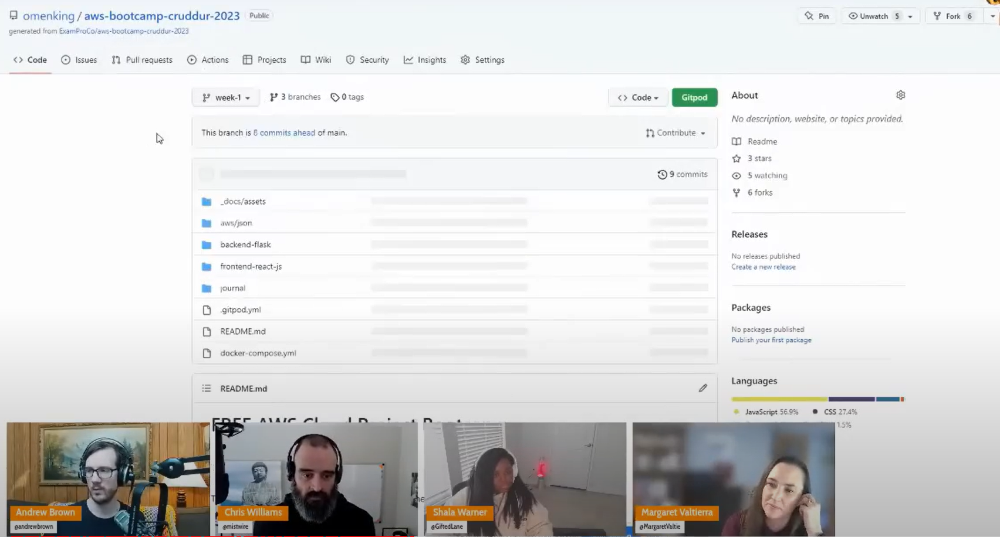 omenking / aws-bootcamp-cruddur-2023 Public
Pin Unwatch 5 Fork 6
generated from ExamProCo/aws-bootcamp-cruddur-2023
Code Issues Pull requests Actions Projects Wiki Security Insights Settings
week-1 3 branches 0 tags Code Gitpod
This branch is 8 commits ahead of main. Contribute
9 commits
_docs/assets
aws/json
backend-flask
frontend-react-js
journal
.gitpod.yml
README.md
docker-compose.yml
README.md
FREE AWS Cloud Project
About
No description, website, or topics provided.
Readme
3 stars
5 watching
6 forks
Releases
No releases published
Create a new release
Packages
No packages published
Publish your first package
Languages
JavaScript 56.9% CSS 27.4%
1.5%
Andrew Brown
@andrewbrown
Chris Williams
@mistwire
Shala Warner
@GiftedLane
Margaret Valtierra
@MargaretValtie